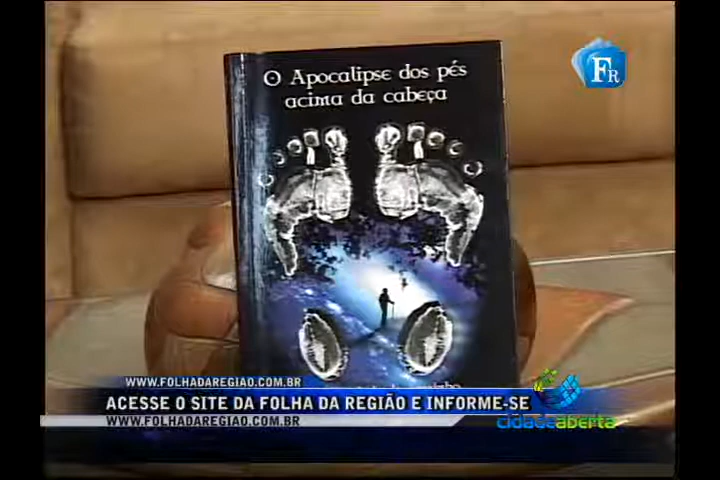 O Apocalipse dos pés
acima da cabeça
FR
WWW.FOLHADAREGIAO.COM.BR
ACESSE O SITE DA FOLHA DA REGIÃO E INFORME-SE
WWW.FOLHADAREGIAO.COM.BR
cidadeaberta